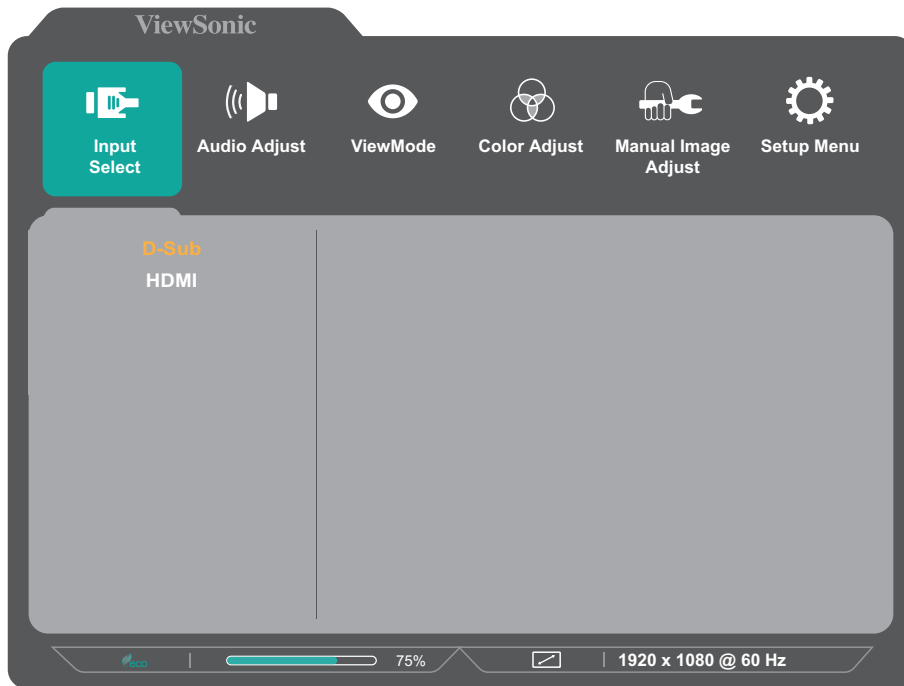 ViewSonic
Input
Select
Audio Adjust
ViewMode
Color Adjust
Manual Image
Adjust
Setup Menu
D-Sub
HDMI
eco
75%
1920 x 1080 @ 60 Hz